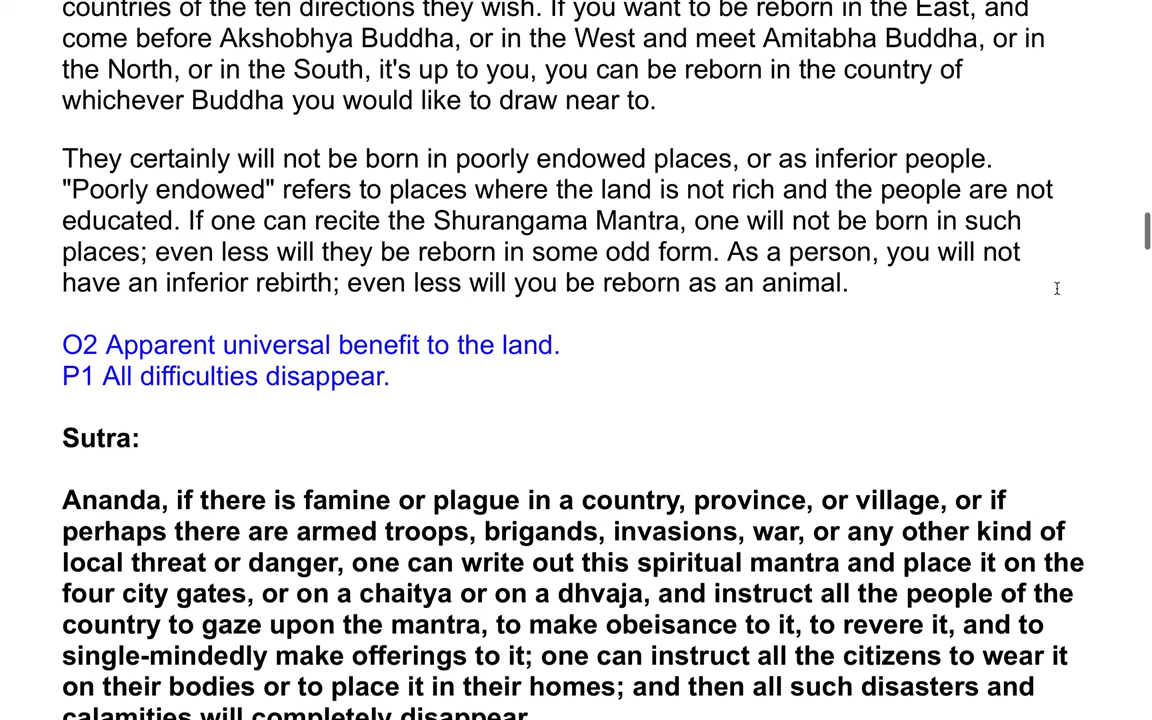 countries of the ten directions they wish. If you want to be reborn in the East, and
come before Akshobhya Buddha, or in the West and meet Amitabha Buddha, or in
the North, or in the South, it's up to you, you can be reborn in the country of
whichever Buddha you would like to draw near to.
They certainly will not be born in poorly endowed places, or as inferior people.
"Poorly endowed" refers to places where the land is not rich and the people are not
educated. If one can recite the Shurangama Mantra, one will not be born in such
places; even less will they be reborn in some odd form. As a person, you will not
have an inferior rebirth; even less will you be reborn as an animal.
O2 Apparent universal benefit to the land.
P1 All difficulties disappear.
Sutra:
Ananda, if there is famine or plague in a country, province, or village, or if
perhaps there are armed troops, brigands, invasions, war, or any other kind of
local threat or danger, one can write out this spiritual mantra and place it on the
four city gates, or on a chaitya or on a dhvaja, and instruct all the people of the
country to gaze upon the mantra, to make obeisance to it, to revere it, and to
single-mindedly make offerings to it; one can instruct all the citizens to wear it
on their bodies or to place it in their homes; and then all such disasters and
calamities will completely disappear.